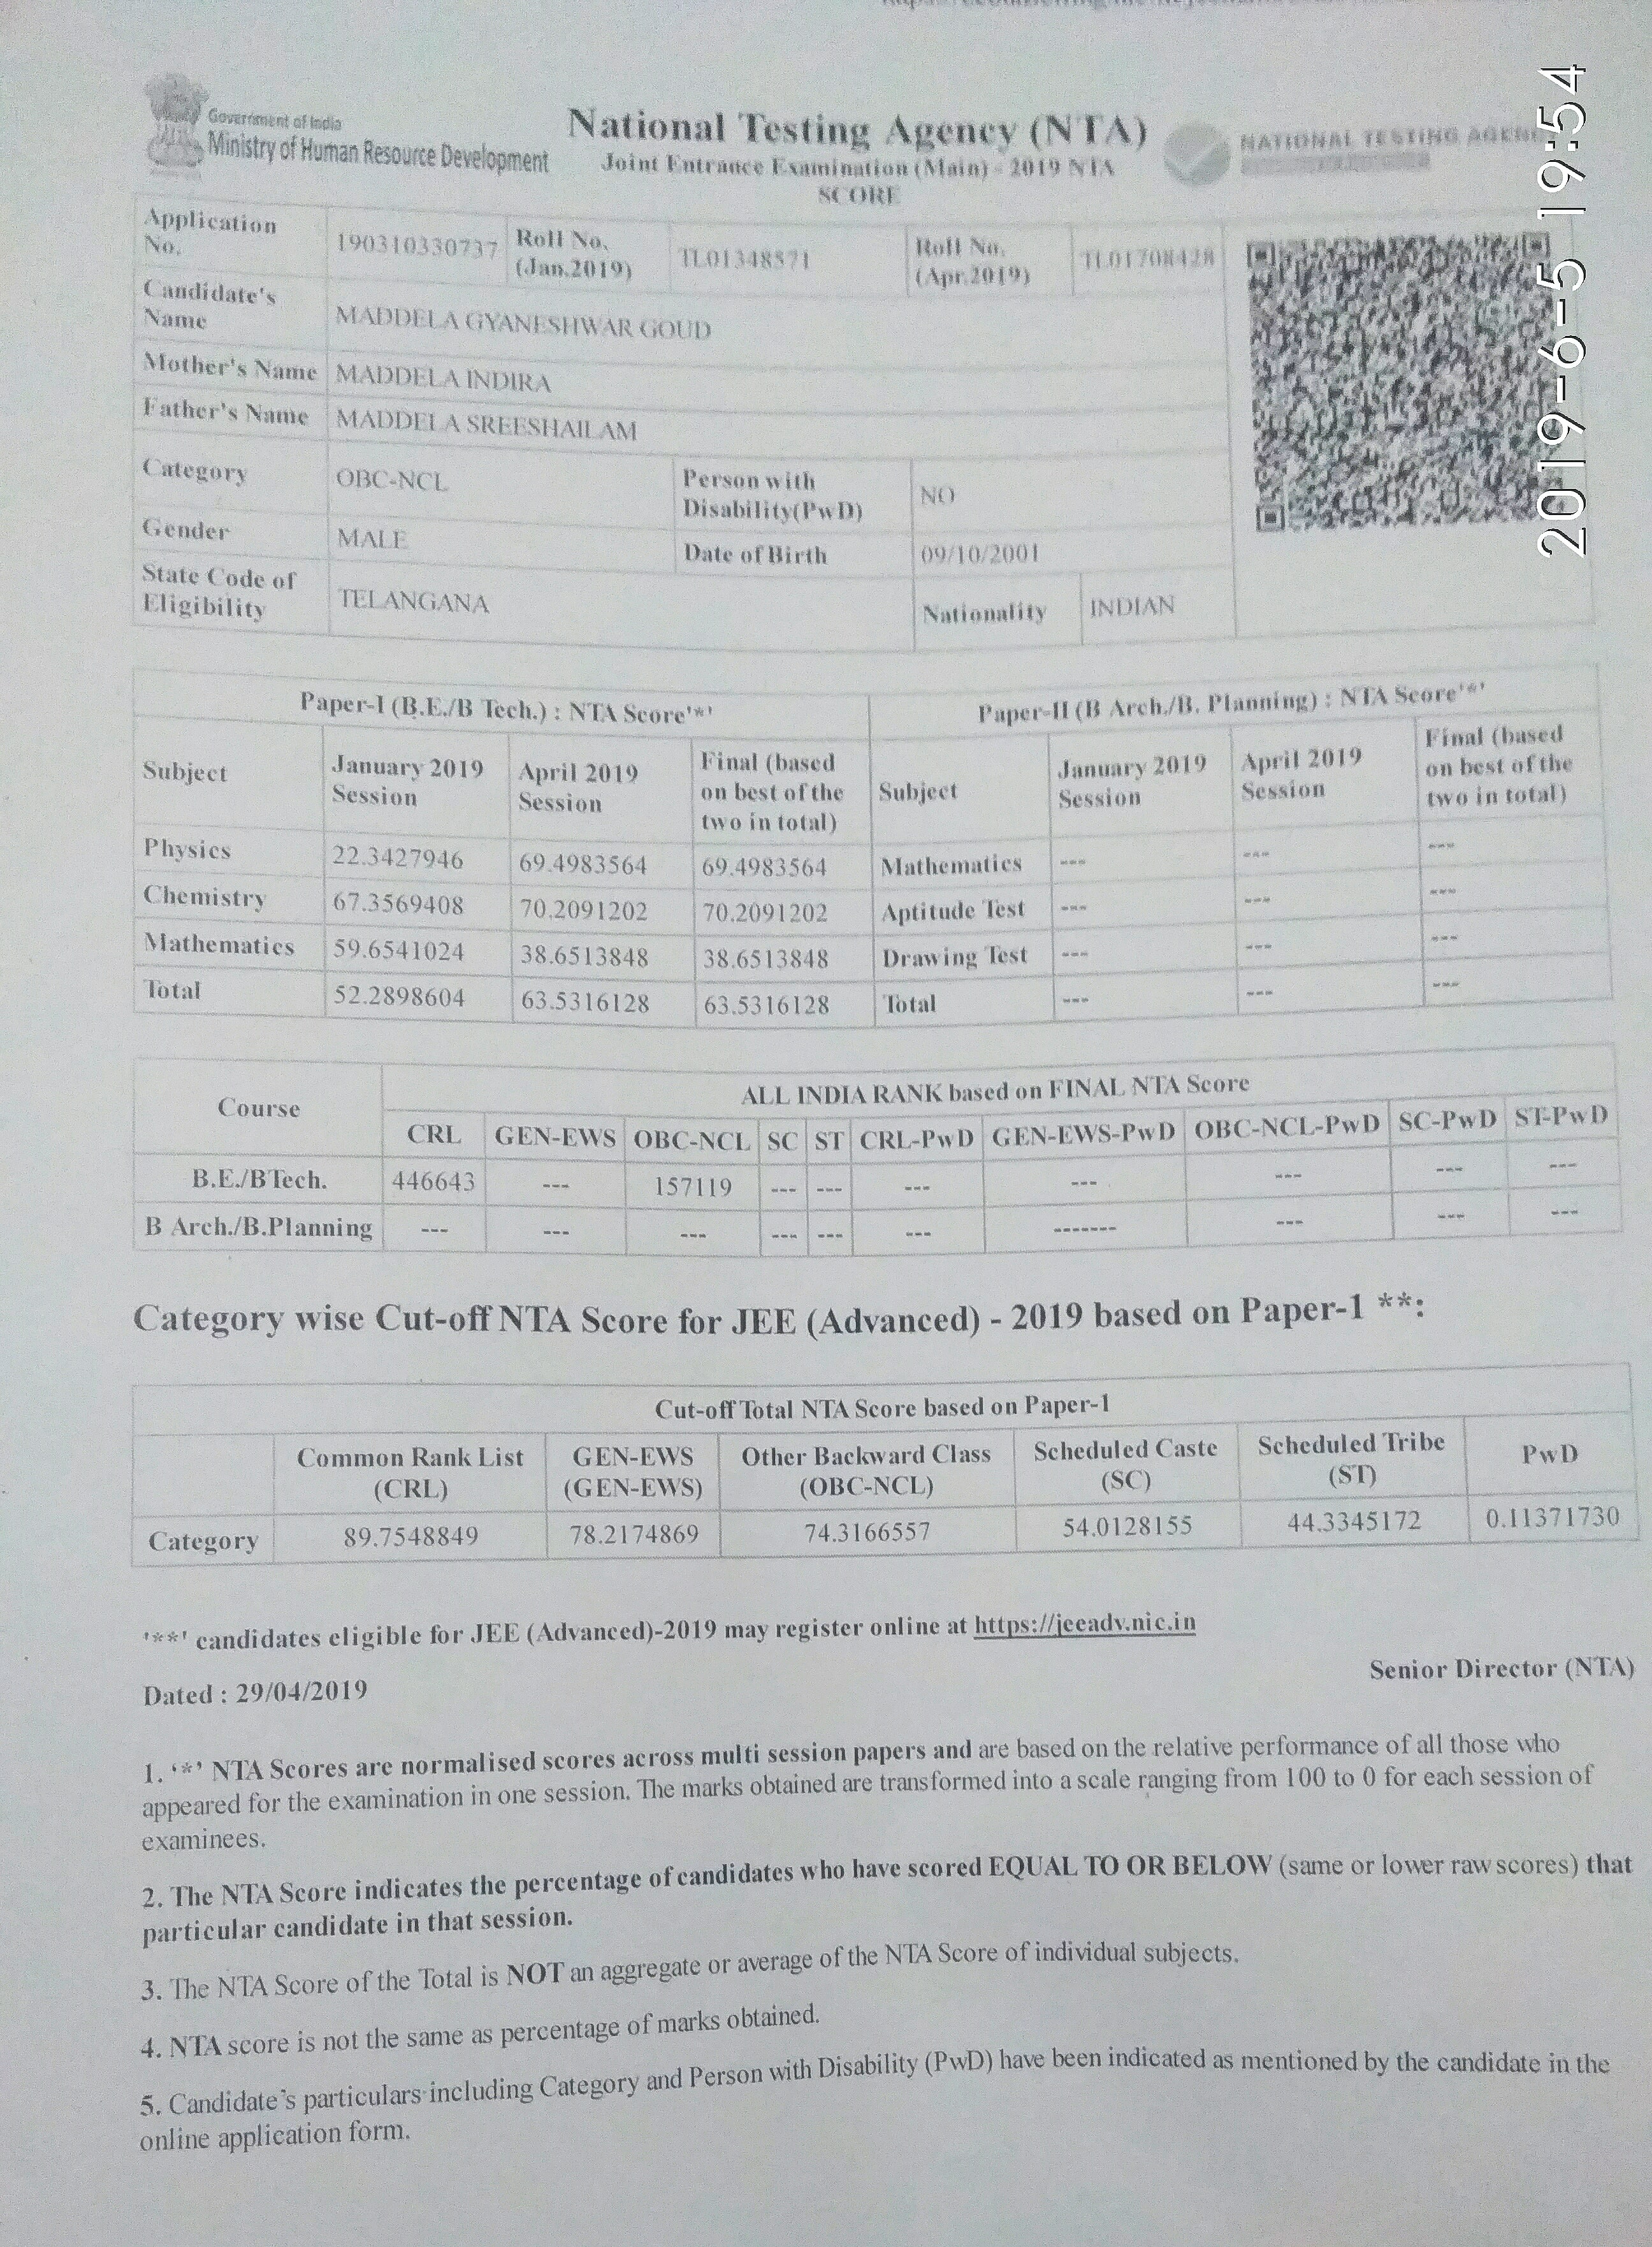 Government of India
Ministry of Human Resource Development
National Testing Agency (NTA)
Joint Entrance Examination (Main) - 2019 NTA
SCORE
NATIONAL TESTING AGENCY
2019-6-5 19:54
Application No. 190310330737 Roll No. (Jan.2019) TL01348571 Roll No. (Apr.2019) TL01708428
Candidate's Name MADDELA GYANESHWAR GOUD
Mother's Name MADDELA INDIRA
Father's Name MADDELA SREESHAILAM
Category OBC-NCL Person with Disability(PwD) NO
Gender MALE Date of Birth 09/10/2001
State Code of Eligibility TELANGANA Nationality INDIAN
Paper-I (B.E./B Tech.) : NTA Score'*' Paper-II (B Arch./B. Planning) : NTA Score'*'
Subject January 2019 Session April 2019 Session Final (based on best of the two in total) Subject January 2019 Session April 2019 Session Final (based on best of the two in total)
Physics 22.3427946 69.4983564 69.4983564 Mathematics --- --- ---
Chemistry 67.3569408 70.2091202 70.2091202 Aptitude Test --- --- ---
Mathematics 59.6541024 38.6513848 38.6513848 Drawing Test --- --- ---
Total 52.2898604 63.5316128 63.5316128 Total --- --- ---
Course ALL INDIA RANK based on FINAL NTA Score
CRL GEN-EWS OBC-NCL SC ST CRL-PwD GEN-EWS-PwD OBC-NCL-PwD SC-PwD ST-PwD
B.E./BTech. 446643 --- 157119 --- --- --- --- --- --- ---
B Arch./B.Planning --- --- --- --- --- --- ------- --- --- ---
Category wise Cut-off NTA Score for JEE (Advanced) - 2019 based on Paper-1 **:
Cut-off Total NTA Score based on Paper-1
Common Rank List (CRL) GEN-EWS (GEN-EWS) Other Backward Class (OBC-NCL) Scheduled Caste (SC) Scheduled Tribe (ST) PwD
Category 89.7548849 78.2174869 74.3166557 54.0128155 44.3345172 0.11371730
'**' candidates eligible for JEE (Advanced)-2019 may register online at https://jeeadv.nic.in
Senior Director (NTA)
Dated : 29/04/2019
1. ‘*’ NTA Scores are normalised scores across multi session papers and are based on the relative performance of all those who
appeared for the examination in one session. The marks obtained are transformed into a scale ranging from 100 to 0 for each session of
examinees.
2. The NTA Score indicates the percentage of candidates who have scored EQUAL TO OR BELOW (same or lower raw scores) that
particular candidate in that session.
3. The NTA Score of the Total is NOT an aggregate or average of the NTA Score of individual subjects.
4. NTA score is not the same as percentage of marks obtained.
5. Candidate’s particulars including Category and Person with Disability (PwD) have been indicated as mentioned by the candidate in the
online application form.